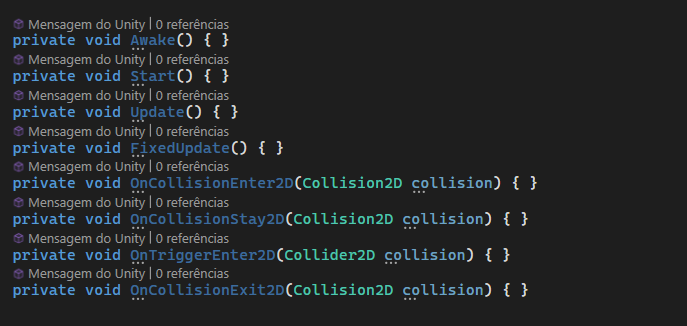 Mensagem do Unity | 0 referências
private void Awake() { }
Mensagem do Unity | 0 referências
private void Start() { }
Mensagem do Unity | 0 referências
private void Update() { }
Mensagem do Unity | 0 referências
private void FixedUpdate() { }
Mensagem do Unity | 0 referências
private void OnCollisionEnter2D(Collision2D collision) { }
Mensagem do Unity | 0 referências
private void OnCollisionStay2D(Collision2D collision) { }
Mensagem do Unity | 0 referências
private void OnTriggerEnter2D(Collider2D collision) { }
Mensagem do Unity | 0 referências
private void OnCollisionExit2D(Collision2D collision) { }